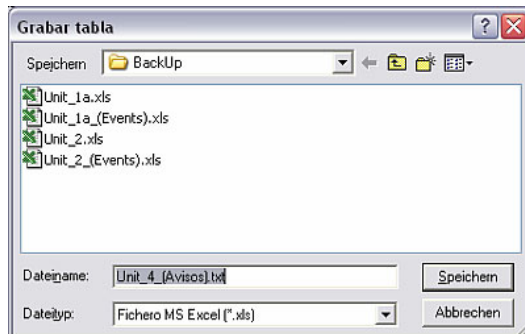 Grabar tabla
Speichern BackUp
Unit_1a.xls
Unit_1a_(Events).xls
Unit_2.xls
Unit_2_(Events).xls
Dateiname: Unit_4_(Avisos).txt Speichern
Dateityp: Fichero MS Excel (*.xls) Abbrechen